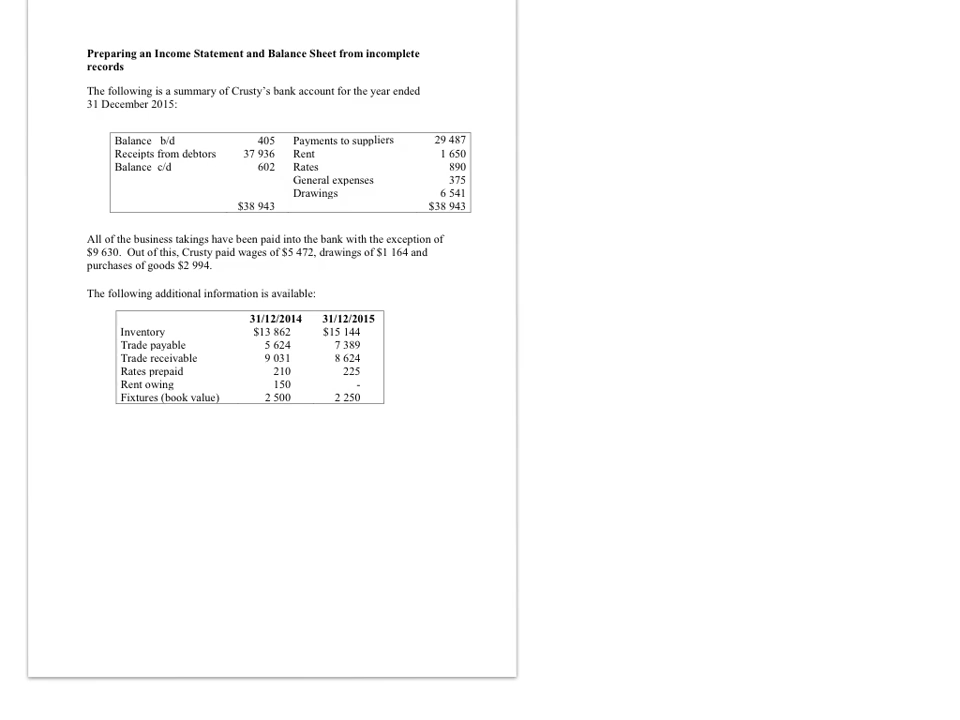 Preparing an Income Statement and Balance Sheet from incomplete
records
The following is a summary of Crusty's bank account for the year ended
31 December 2015:
Balance b/d 405 Payments to suppliers 29 487
Receipts from debtors 37 936 Rent 1 650
Balance c/d 602 Rates 890
General expenses 375
Drawings 6 541
$38 943 $38 943
All of the business takings have been paid into the bank with the exception of
$9 630. Out of this, Crusty paid wages of $5 472, drawings of $1 164 and
purchases of goods $2 994.
The following additional information is available:
31/12/2014 31/12/2015
Inventory $13 862 $15 144
Trade payable 5 624 7 389
Trade receivable 9 031 8 624
Rates prepaid 210 225
Rent owing 150 -
Fixtures (book value) 2 500 2 250